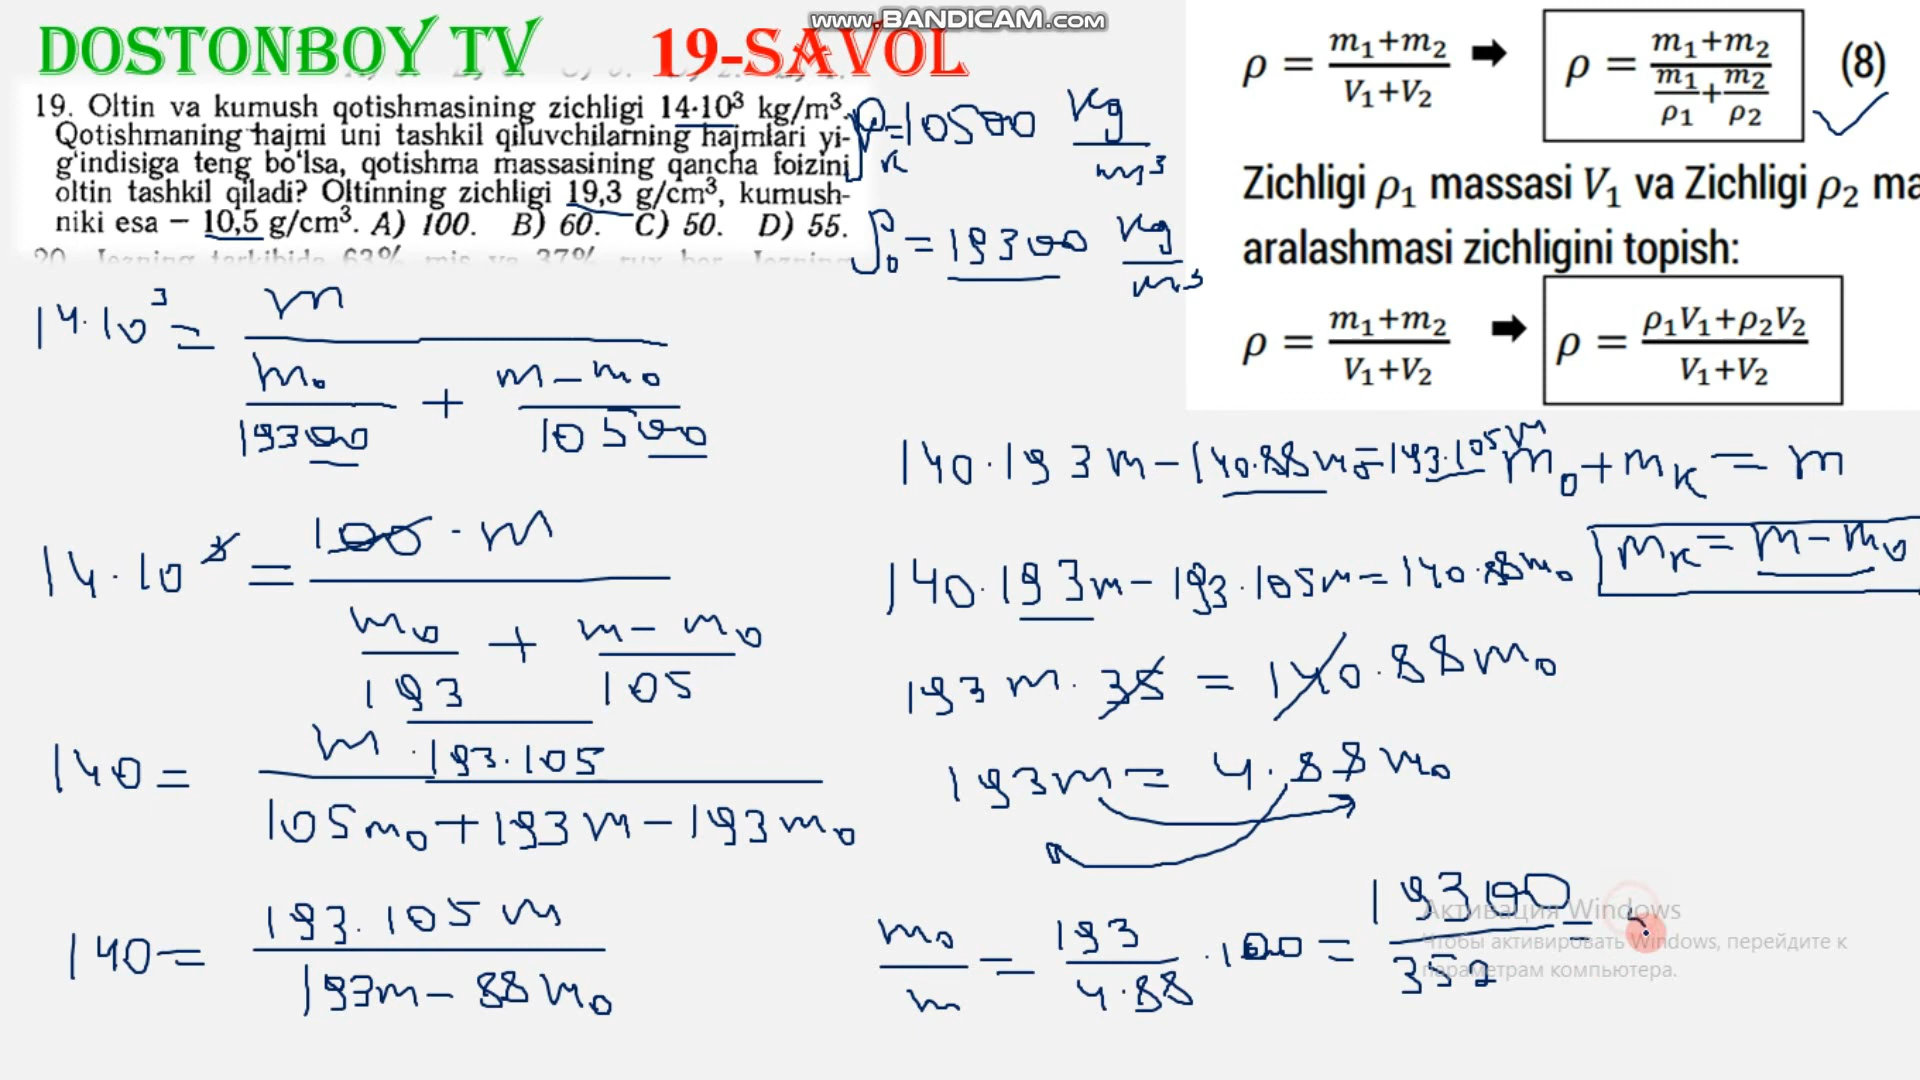 www.BANDICAM.com
DOSTONBOY TV 19-SAVOL
19. Oltin va kumush qotishmasining zichligi 14·10³ kg/m³.
Qotishmaning hajmi uni tashkil qiluvchilarning hajmlari yi-
g‘indisiga teng bo‘lsa, qotishma massasining qancha foizini
oltin tashkil qiladi? Oltinning zichligi 19,3 g/cm³, kumush-
niki esa — 10,5 g/cm³. A) 100. B) 60. C) 50. D) 55.
ρk = 10500 kg/m³
ρ0 = 19300 kg/m³
ρ = (m₁+m₂)/(V₁+V₂) ➡ ρ = (m₁+m₂)/(m₁/ρ₁ + m₂/ρ₂) (8)
Zichligi ρ₁ massasi V₁ va Zichligi ρ₂ ma
aralashmasi zichligini topish:
ρ = (m₁+m₂)/(V₁+V₂) ➡ ρ = (ρ₁V₁+ρ₂V₂)/(V₁+V₂)
14·10³ = m/(m0/19300 + (m-m0)/10500)
14·10³ = 100·m/(m0/193 + (m-m0)/105)
140 = m·193·105/(105m0+193m-193m0)
140 = 193·105m/(193m-88m0)
140·193m-140·88m0=193·105m
m0+mk=m
140·193m-193·105m=140·88m0
mk=m-m0
193m·35=140·88m0
193m=4·88m0
m0/m = 193/(4·88)·100 = 19300/352 =
Активация Windows
Чтобы активировать Windows, перейдите к
параметрам компьютера.